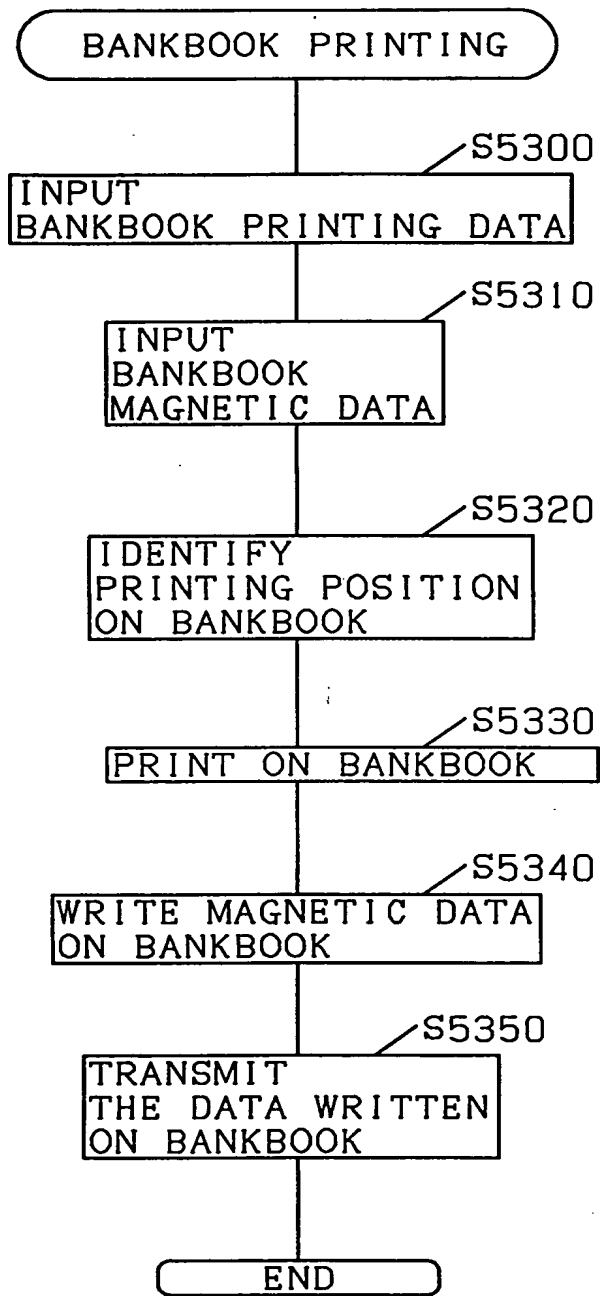 BANKBOOK PRINTING
S5300
INPUT
BANKBOOK PRINTING DATA
S5310
INPUT
BANKBOOK
MAGNETIC DATA
S5320
IDENTIFY
PRINTING POSITION
ON BANKBOOK
S5330
PRINT ON BANKBOOK
S5340
WRITE MAGNETIC DATA
ON BANKBOOK
S5350
TRANSMIT
THE DATA WRITTEN
ON BANKBOOK
END